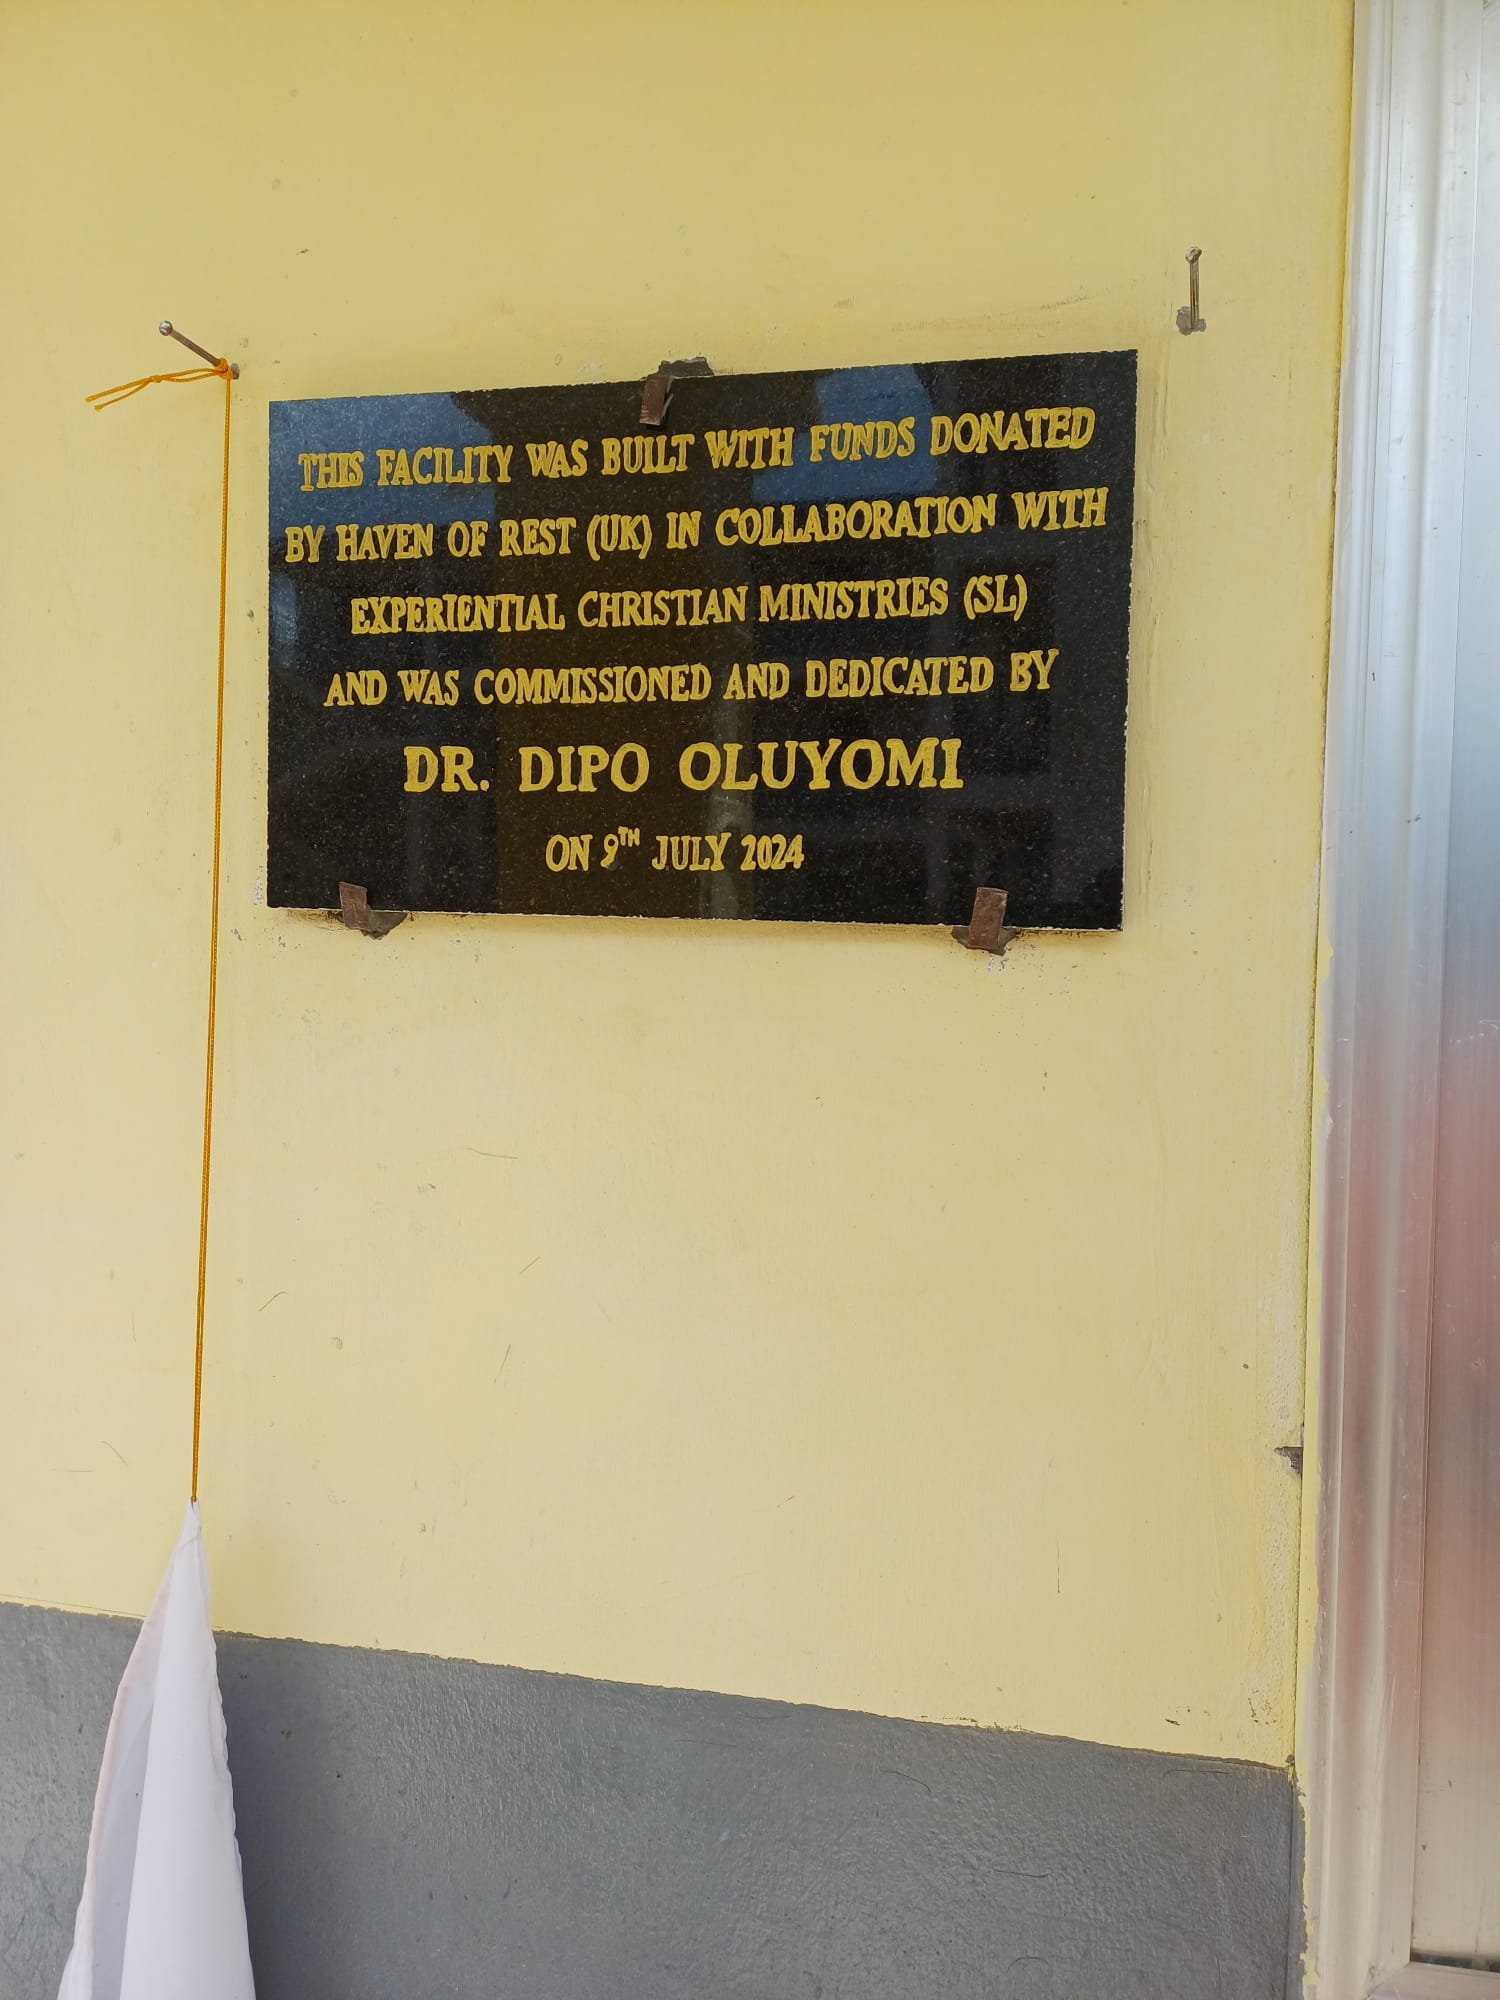 THIS FACILITY WAS BUILT WITH FUNDS DONATED
BY HAVEN OF REST (UK) IN COLLABORATION WITH
EXPERIENTIAL CHRISTIAN MINISTRIES (SL)
AND WAS COMMISSIONED AND DEDICATED BY
DR. DIPO OLUYOMI
ON 9TH JULY 2024